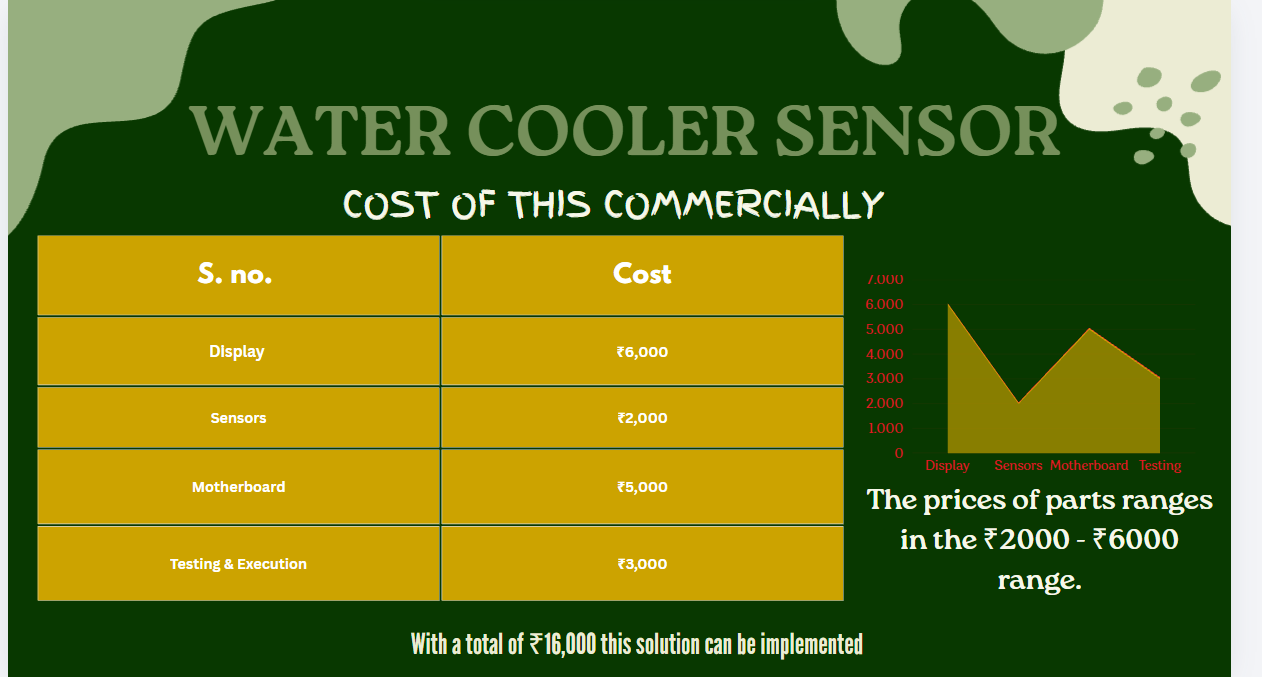 WATER COOLER SENSOR
COST OF THIS COMMERCIALLY
S. no. Cost
Display ₹6,000
Sensors ₹2,000
Motherboard ₹5,000
Testing & Execution ₹3,000
7.000
6.000
5.000
4.000
3.000
2.000
1.000
0
Display Sensors Motherboard Testing
The prices of parts ranges
in the ₹2000 - ₹6000
range.
With a total of ₹16,000 this solution can be implemented